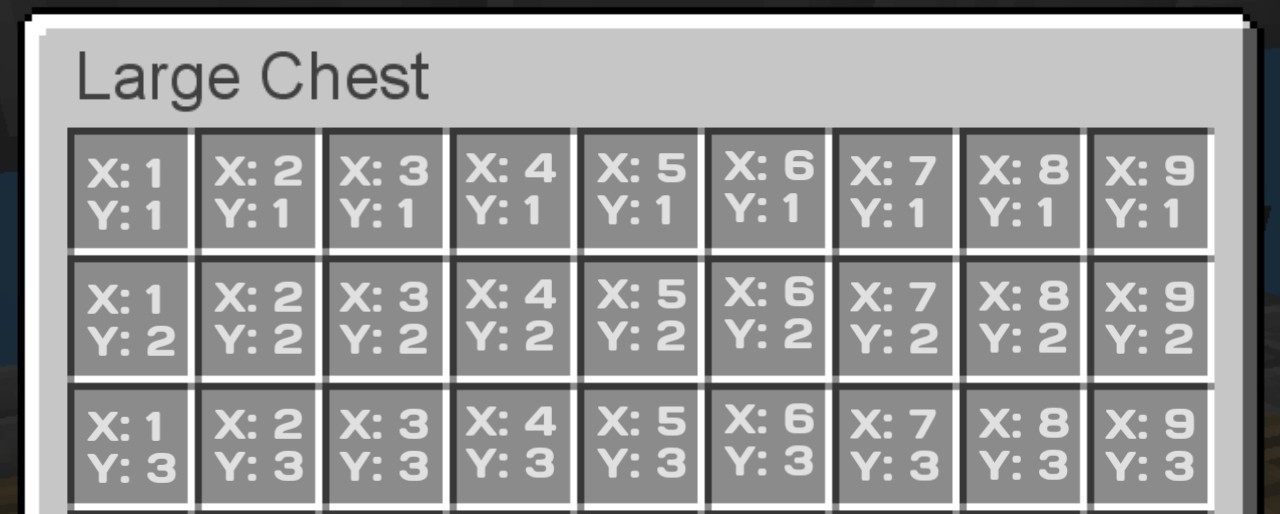 Large Chest
X: 1 X: 2 X: 3 X: 4 X: 5 X: 6 X: 7 X: 8 X: 9
Y: 1 Y: 1 Y: 1 Y: 1 Y: 1 Y: 1 Y: 1 Y: 1 Y: 1
X: 1 X: 2 X: 3 X: 4 X: 5 X: 6 X: 7 X: 8 X: 9
Y: 2 Y: 2 Y: 2 Y: 2 Y: 2 Y: 2 Y: 2 Y: 2 Y: 2
X: 1 X: 2 X: 3 X: 4 X: 5 X: 6 X: 7 X: 8 X: 9
Y: 3 Y: 3 Y: 3 Y: 3 Y: 3 Y: 3 Y: 3 Y: 3 Y: 3